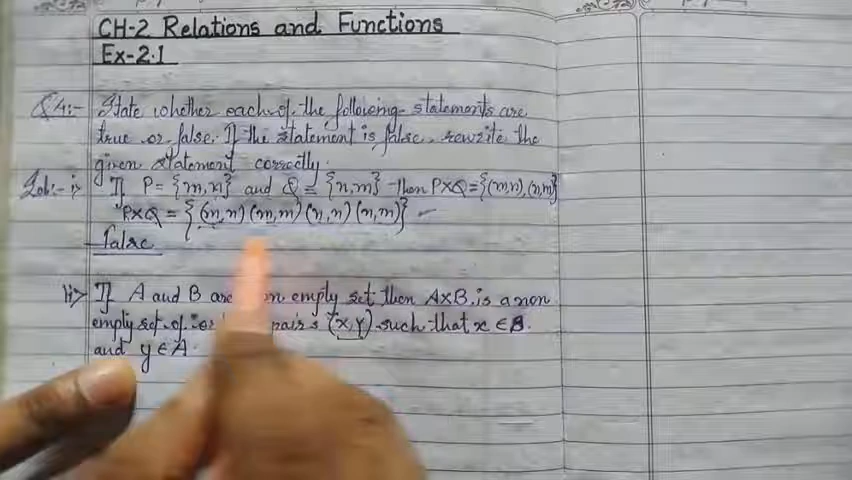 CH-2 Relations and Functions
Ex-2.1
Q4:- State whether each of the following statements are
true or false. If the statement is false, rewrite the
given statement correctly.
Sol:- i) If P = {m, n} and Q = {n, m} then P×Q = {(m,n), (n,m)}
P×Q = {(m, n) (m, m) (n, n) (n, m)}
False
ii) If A and B are non empty set then A×B is a non
empty set of pairs (x, y) such that x ∈ B
and y ∈ A.